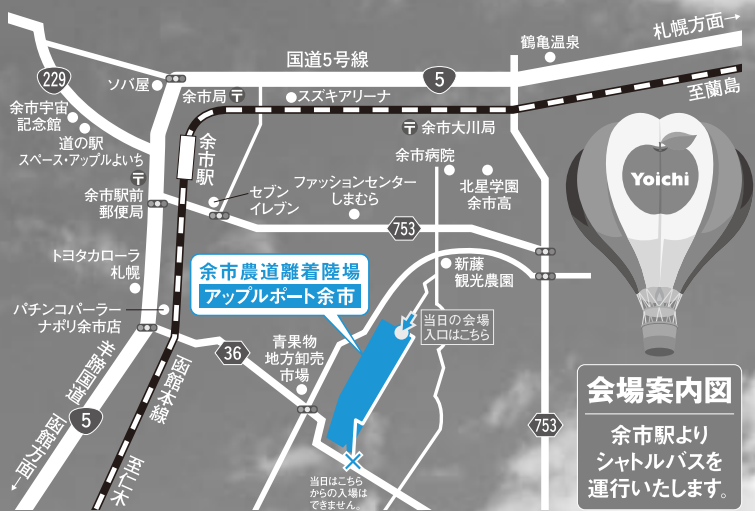 札幌方面→
鶴亀温泉
国道5号線
5
至蘭島
229
ソバ屋
余市局〒
スズキアリーナ
余市宇宙
記念館
道の駅
スペース・アップルよいち
〒余市大川局
余市駅
余市病院
北星学園
余市高
Yoichi
〒
余市駅前
郵便局
セブン
イレブン
ファッションセンター
しまむら
753
トヨタカローラ
札幌
余市農道離着陸場
アップルポート余市
新藤
観光農園
パチンコパーラー
ナポリ余市店
当日の会場
入口はこちら
36
青果物
地方卸売
市場
羊蹄国道
函館本線
5
函館方面→
至仁木
753
当日はこちら
からの入場は
できません。
会場案内図
余市駅より
シャトルバスを
運行いたします。